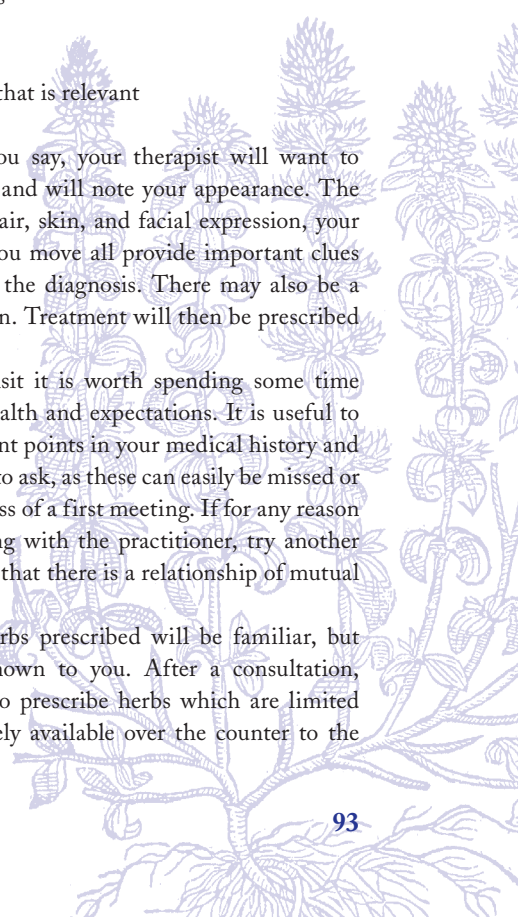 that is relevant
ou say, your therapist will want to
and will note your appearance. The
air, skin, and facial expression, your
ou move all provide important clues
the diagnosis. There may also be a
n. Treatment will then be prescribed
isit it is worth spending some time
alth and expectations. It is useful to
nt points in your medical history and
to ask, as these can easily be missed or
ss of a first meeting. If for any reason
ng with the practitioner, try another
that there is a relationship of mutual
rbs prescribed will be familiar, but
nown to you. After a consultation,
o prescribe herbs which are limited
ely available over the counter to the
93